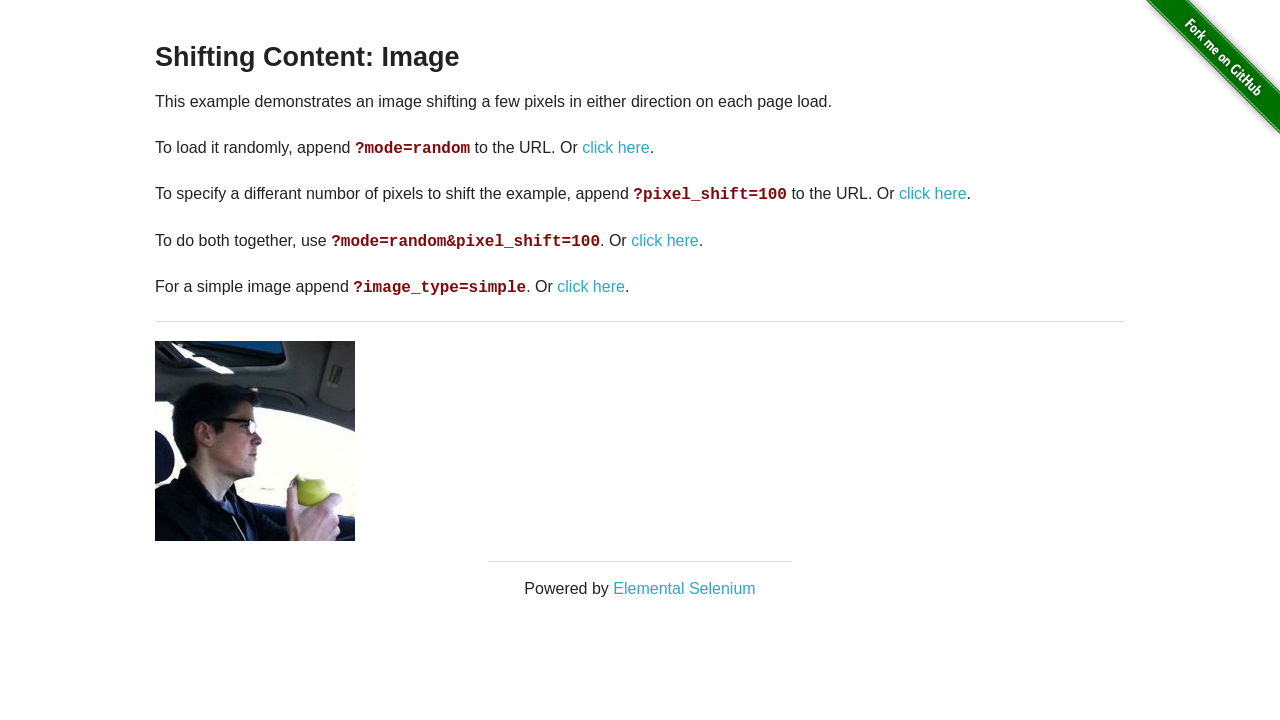 Fork me on GitHub
Shifting Content: Image
This example demonstrates an image shifting a few pixels in either direction on each page load.
To load it randomly, append ?mode=random to the URL. Or click here.
To specify a differant numbor of pixels to shift the example, append ?pixel_shift=100 to the URL. Or click here.
To do both together, use ?mode=random&pixel_shift=100. Or click here.
For a simple image append ?image_type=simple. Or click here.
Powered by Elemental Selenium